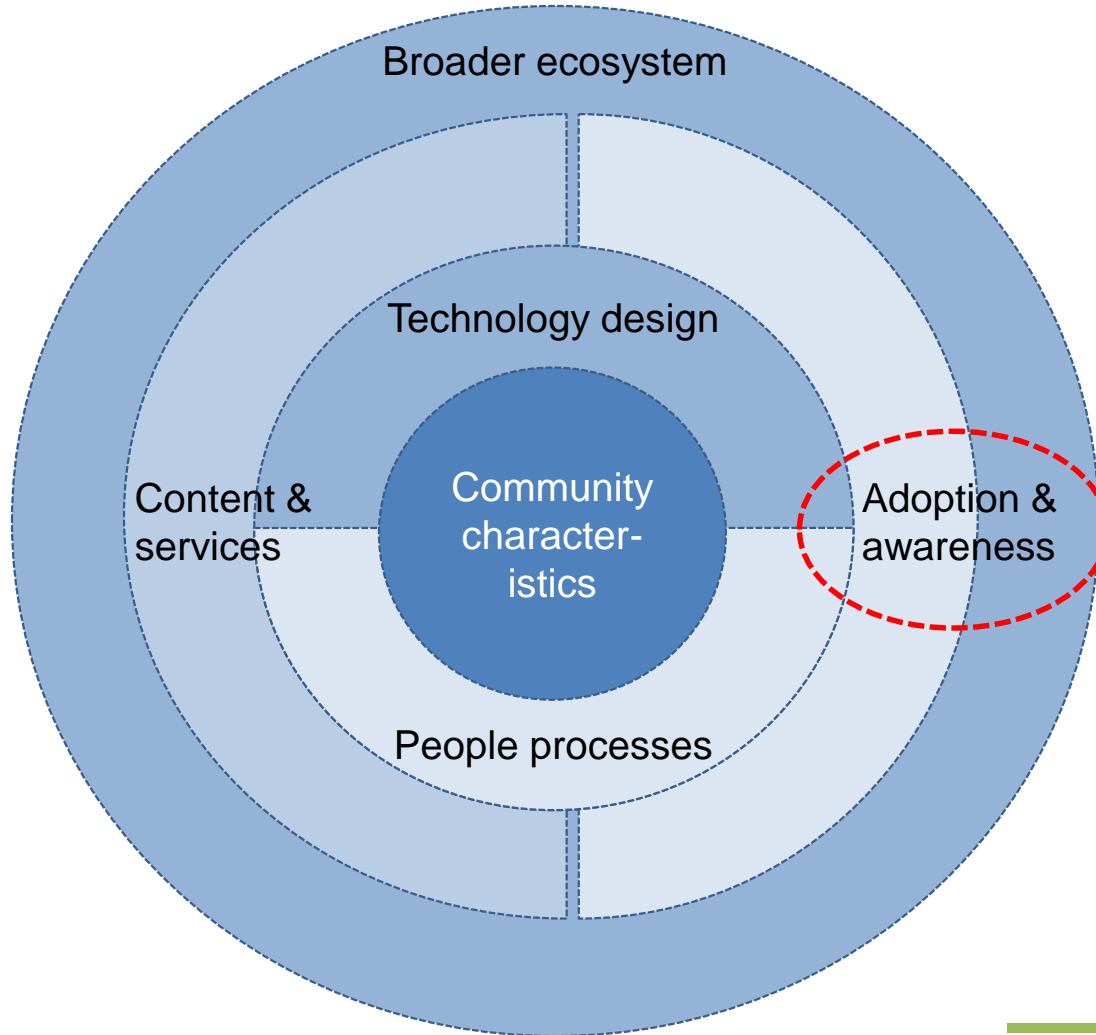 Broader ecosystem
Technology design
Content &
services
Community
character-
istics
Adoption &
awareness
People processes